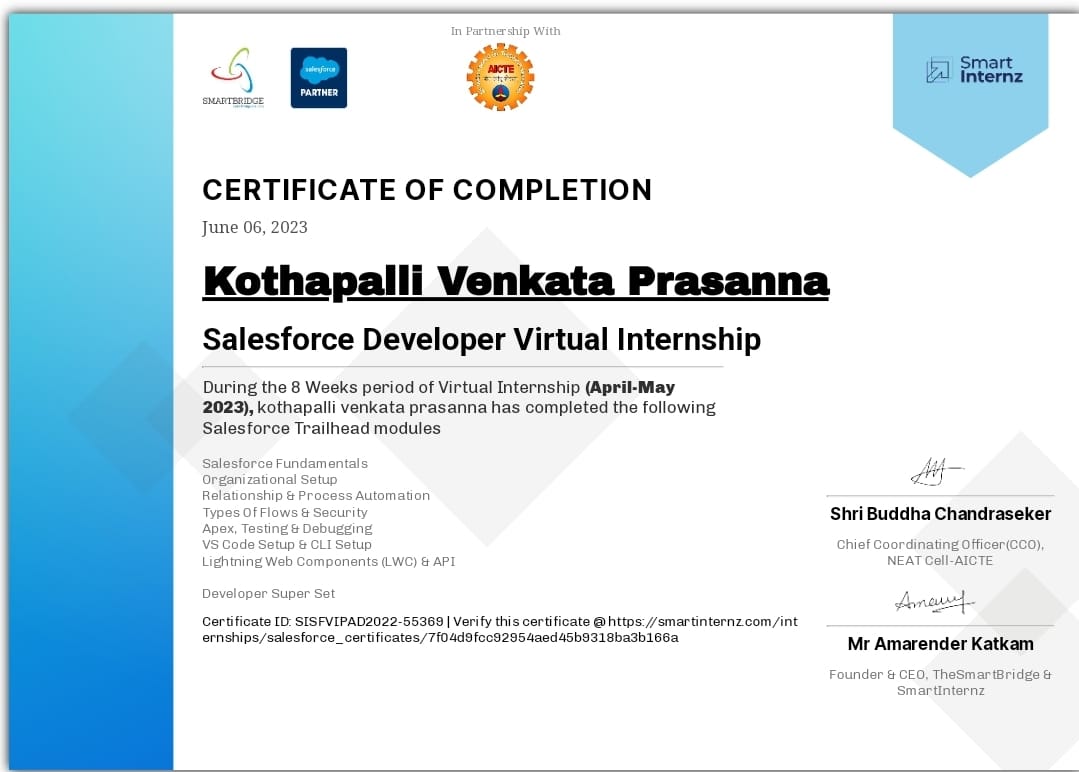 In Partnership With
SMARTBRIDGE
salesforce
PARTNER
AICTE
Smart
Internz
CERTIFICATE OF COMPLETION
June 06, 2023
Kothapalli Venkata Prasanna
Salesforce Developer Virtual Internship
During the 8 Weeks period of Virtual Internship (April-May
2023), kothapalli venkata prasanna has completed the following
Salesforce Trailhead modules
Salesforce Fundamentals
Organizational Setup
Relationship & Process Automation
Types Of Flows & Security
Apex, Testing & Debugging
VS Code Setup & CLI Setup
Lightning Web Components (LWC) & API
Developer Super Set
Certificate ID: SISFVIPAD2022-55369 | Verify this certificate @ https://smartinternz.com/int
ernships/salesforce_certificates/7f04d9fcc92954aed45b9318ba3b166a
Shri Buddha Chandraseker
Chief Coordinating Officer(CCO),
NEAT Cell-AICTE
Mr Amarender Katkam
Founder & CEO, TheSmartBridge &
SmartInternz